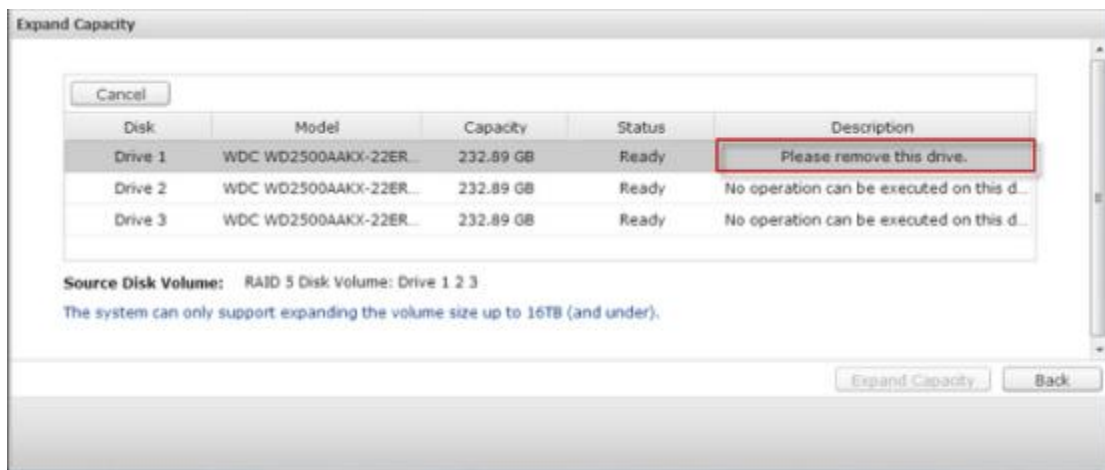 Expand Capacity
Cancel
Disk Model Capacity Status Description
Drive 1 WDC WD2500AAKX-22ER... 232.89 GB Ready Please remove this drive.
Drive 2 WDC WD2500AAKX-22ER... 232.89 GB Ready No operation can be executed on this d...
Drive 3 WDC WD2500AAKX-22ER... 232.89 GB Ready No operation can be executed on this d...
Source Disk Volume: RAID 5 Disk Volume: Drive 1 2 3
The system can only support expanding the volume size up to 16TB (and under).
Expand Capacity Back